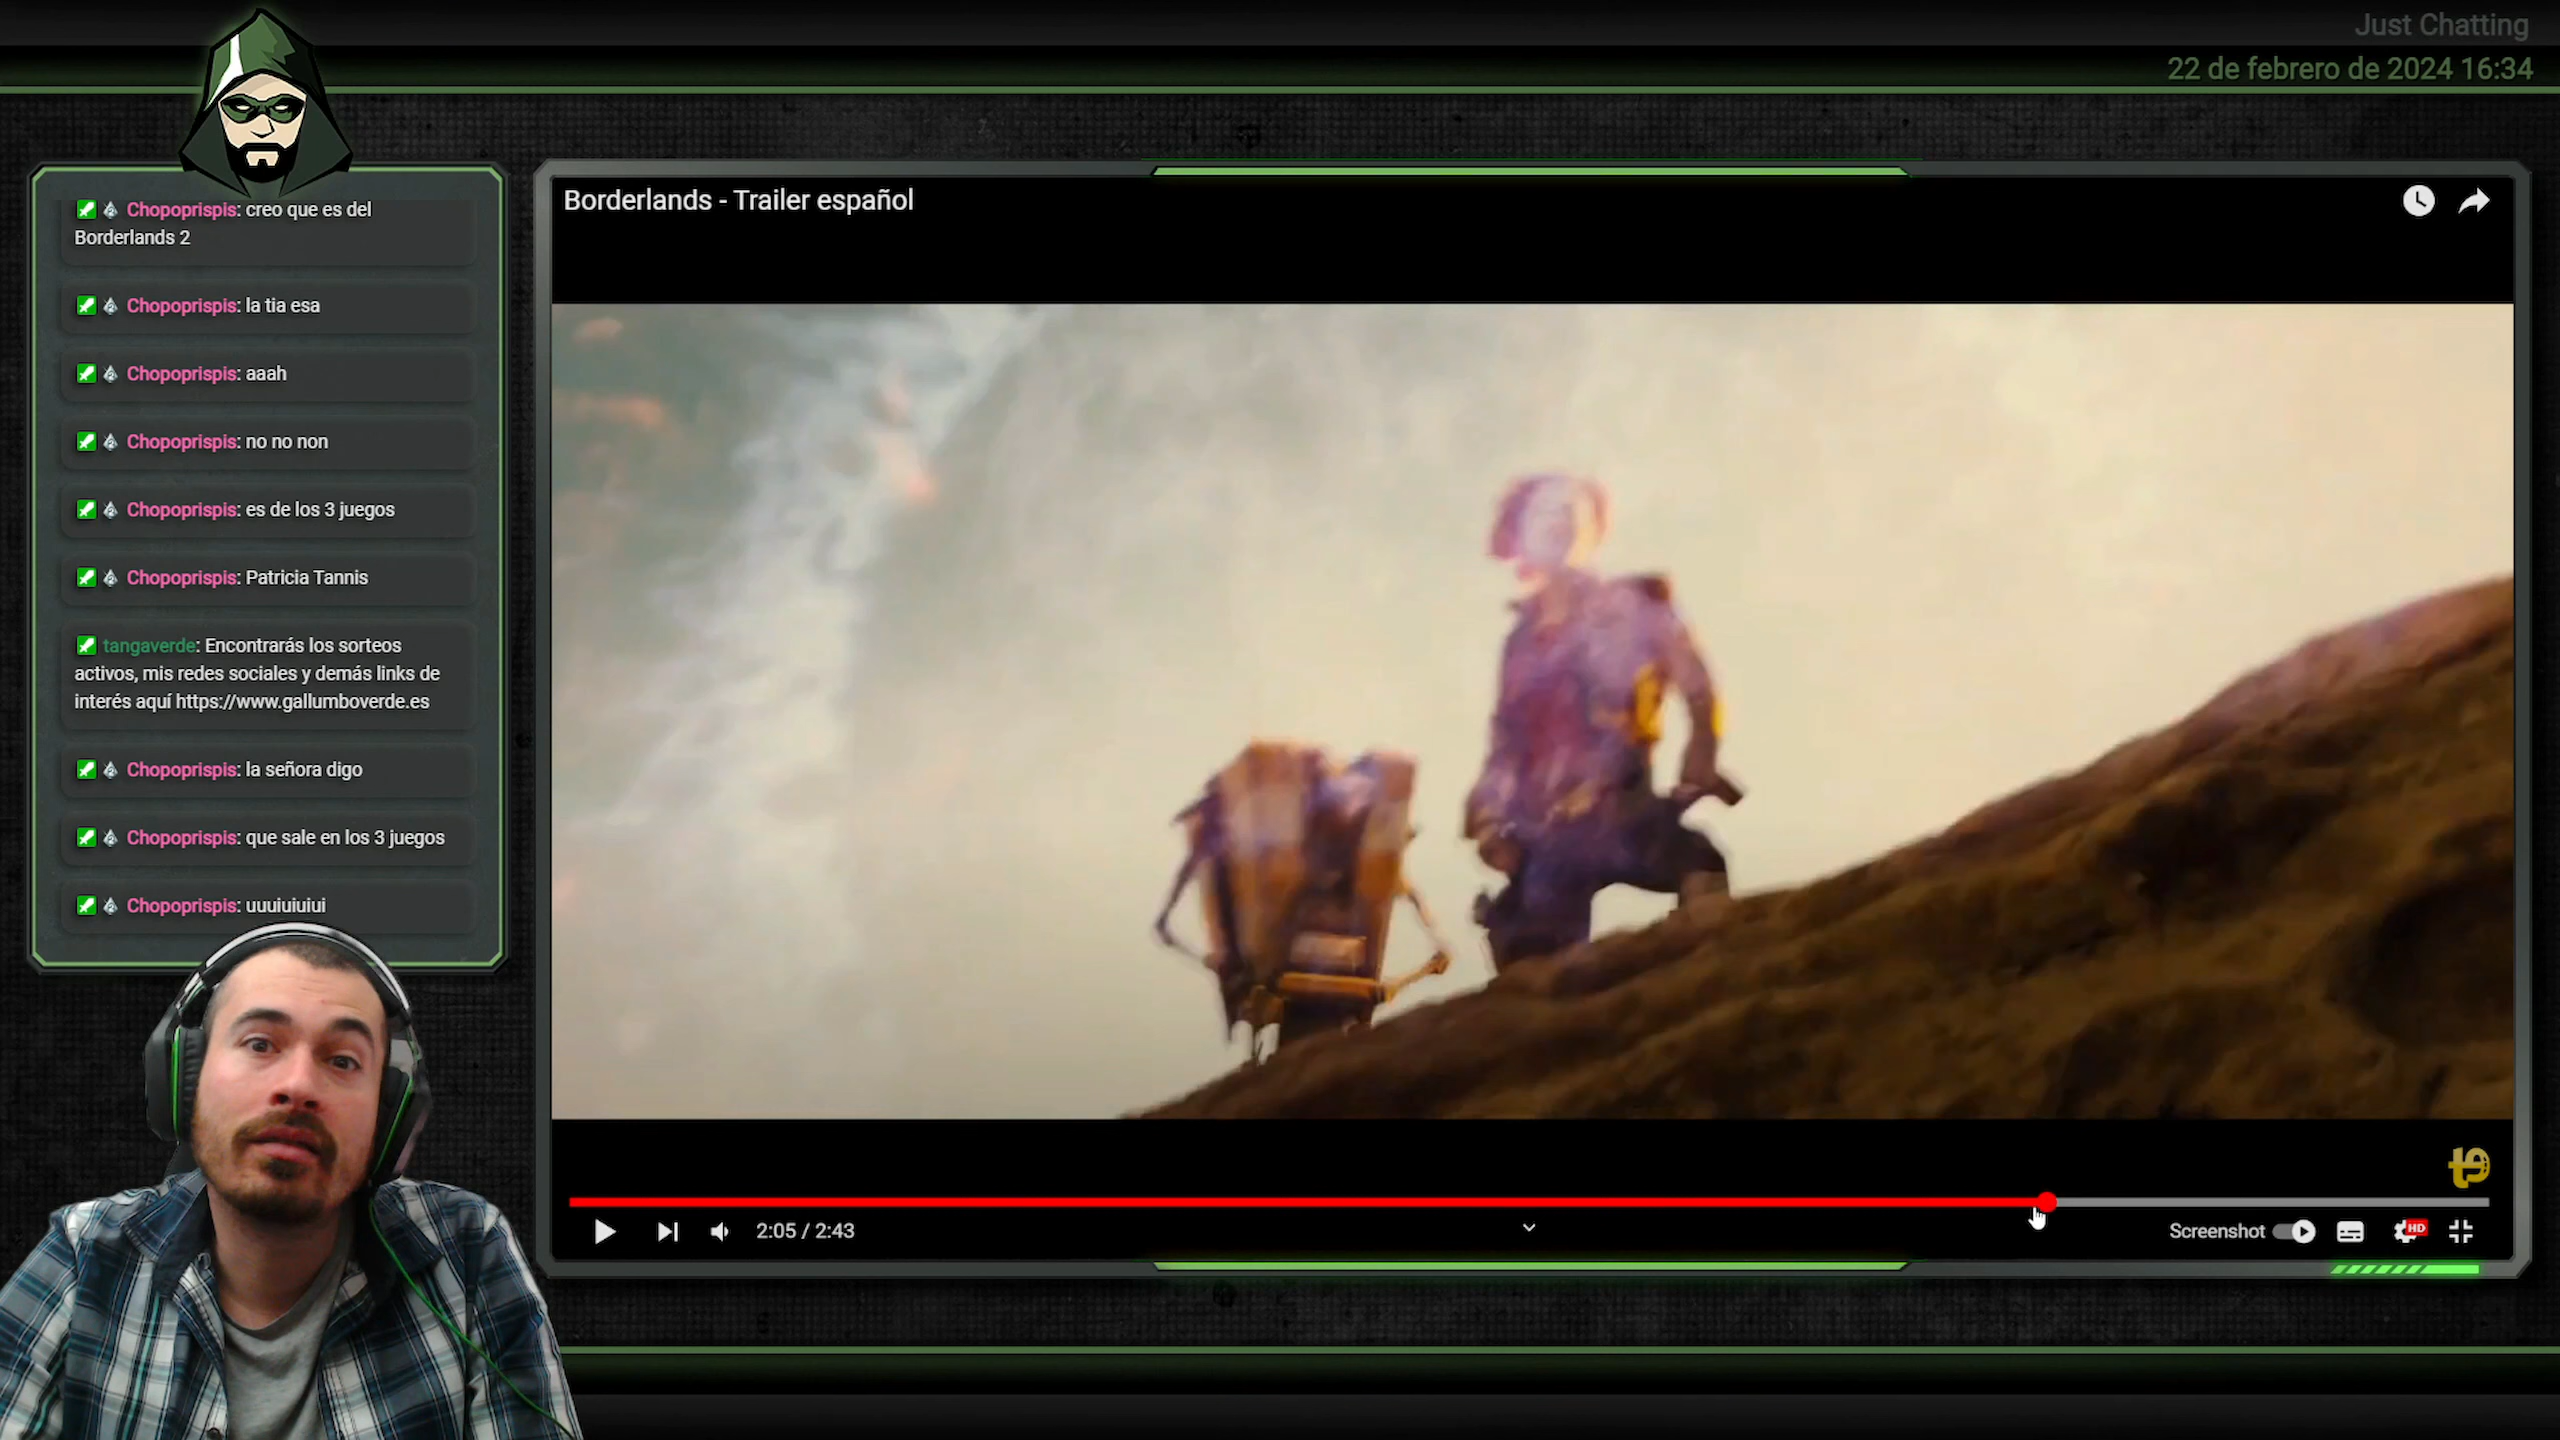 Just Chatting
22 de febrero de 2024 16:34
Chopoprispis: creo que es del
Borderlands 2
Chopoprispis: la tia esa
Chopoprispis: aaah
Chopoprispis: no no non
Chopoprispis: es de los 3 juegos
Chopoprispis: Patricia Tannis
tangaverde: Encontrarás los sorteos
activos, mis redes sociales y demás links de
interés aquí https://www.gallumboverde.es
Chopoprispis: la señora digo
Chopoprispis: que sale en los 3 juegos
Chopoprispis: uuuiuiuiui
Borderlands - Trailer español
2:05 / 2:43
Screenshot
HD